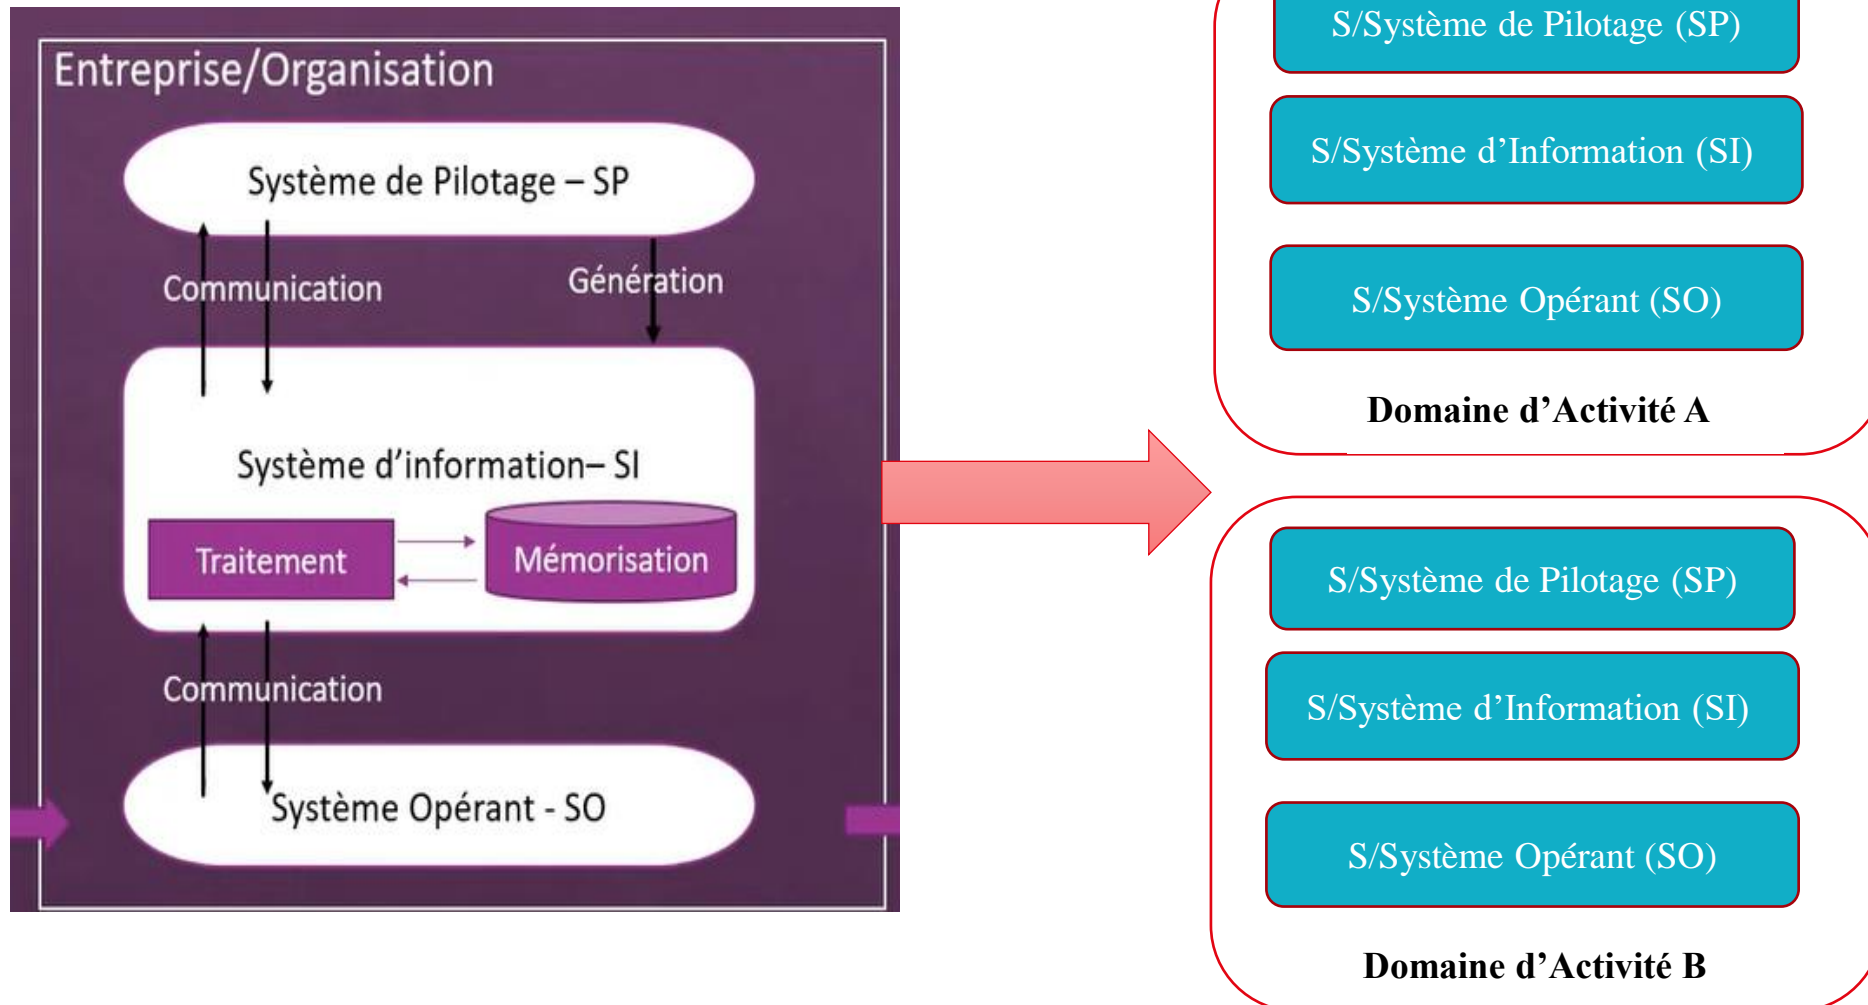 Entreprise/Organisation
Système de Pilotage – SP
Communication
Génération
Système d'information– SI
Traitement
Mémorisation
Communication
Système Opérant - SO
S/Système de Pilotage (SP)
S/Système d’Information (SI)
S/Système Opérant (SO)
Domaine d’Activité A
S/Système de Pilotage (SP)
S/Système d’Information (SI)
S/Système Opérant (SO)
Domaine d’Activité B